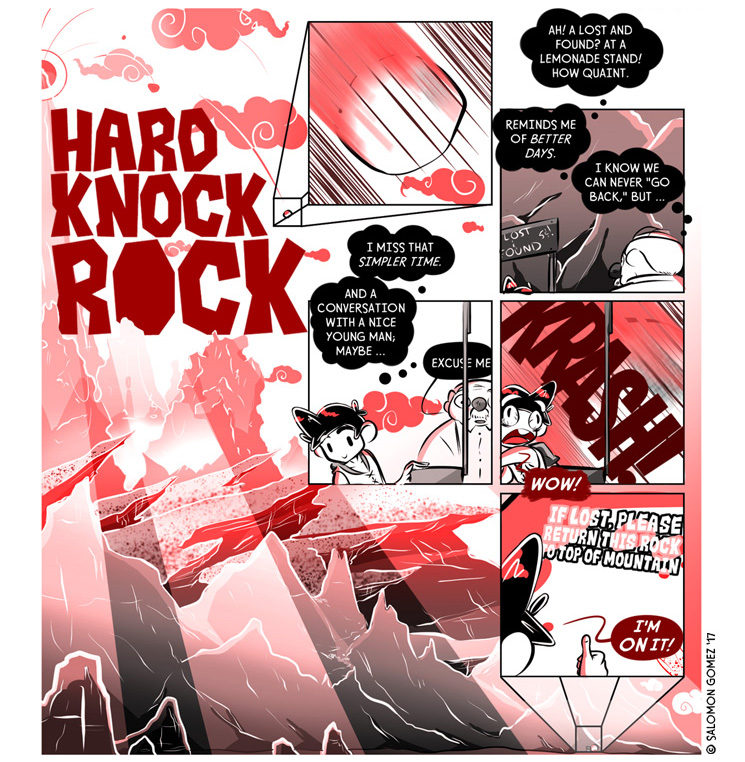 HARD
KNOCK
ROCK
AH! A LOST AND
FOUND? AT A
LEMONADE STAND!
HOW QUAINT.
REMINDS ME
OF BETTER
DAYS.
I KNOW WE
CAN NEVER "GO
BACK," BUT ...
LOST
FOUND
I MISS THAT
SIMPLER TIME.
AND A
CONVERSATION
WITH A NICE
YOUNG MAN;
MAYBE ...
EXCUSE ME
KRASH!
WOW!
IF LOST, PLEASE
RETURN THIS ROCK
TO TOP OF MOUNTAIN
I'M
ON IT!
© SALOMON GOMEZ '17